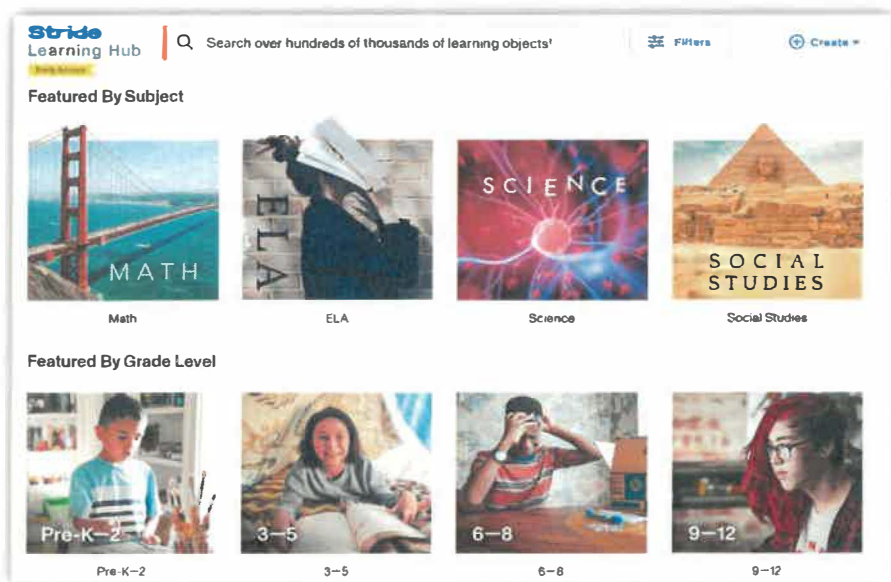 Stride
Learning Hub
Search over hundreds of thousands of learning objects!
Filters
Create
Early Access
Featured By Subject
MATH
ELA
SCIENCE
SOCIAL
STUDIES
Math
ELA
Science
Social Studies
Featured By Grade Level
Pre-K–2
3–5
6–8
9–12
Pre-K–2
3–5
6–8
9–12